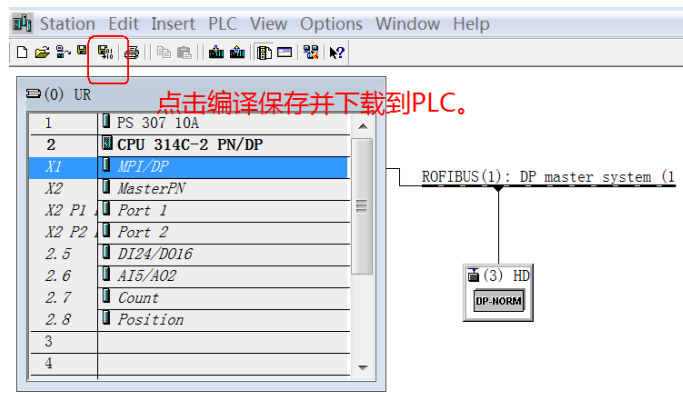 Station Edit Insert PLC View Options Window Help
(0) UR
点击编译保存并下载到PLC。
1 PS 307 10A
2 CPU 314C-2 PN/DP
X1 MPI/DP
X2 MasterPN
X2 P1 Port 1
X2 P2 Port 2
2.5 DI24/DO16
2.6 AI5/AO2
2.7 Count
2.8 Position
3
4
ROFIBUS(1): DP master system (1
(3) HD
DP-NORM